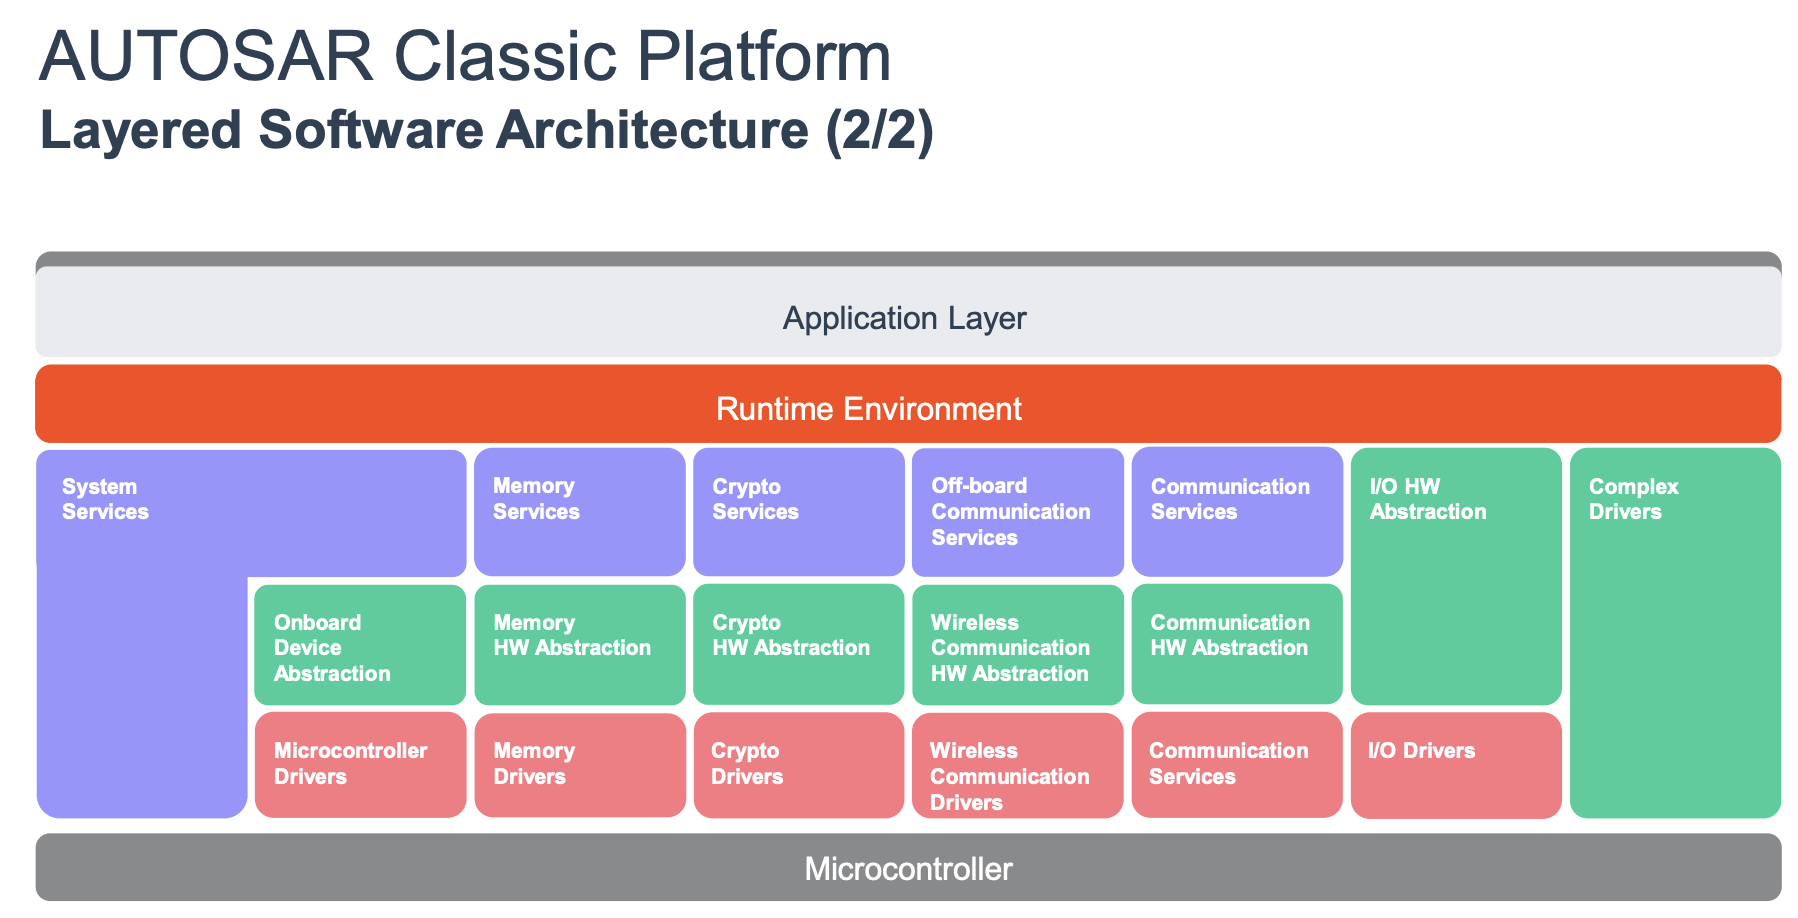 AUTOSAR Classic Platform
Layered Software Architecture (2/2)
Application Layer
Runtime Environment
System
Services
Memory
Services
Crypto
Services
Off-board
Communication
Services
Communication
Services
I/O HW
Abstraction
Complex
Drivers
Onboard
Device
Abstraction
Memory
HW Abstraction
Crypto
HW Abstraction
Wireless
Communication
HW Abstraction
Communication
HW Abstraction
Microcontroller
Drivers
Memory
Drivers
Crypto
Drivers
Wireless
Communication
Drivers
Communication
Services
I/O Drivers
Microcontroller